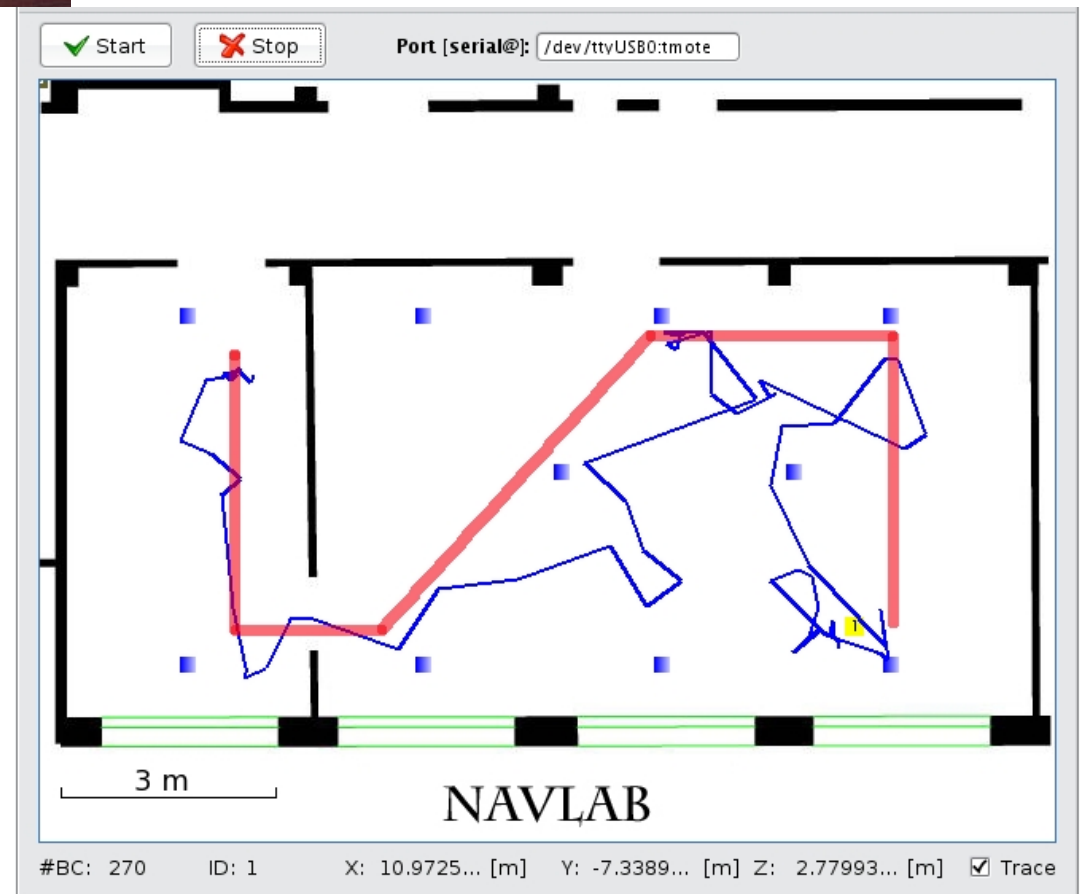 Start Stop Port [serial@]: /dev/ttyUSB0:tmote
1
3 m
NAVLAB
#BC: 270 ID: 1 X: 10.9725... [m] Y: -7.3389... [m] Z: 2.77993... [m] Trace